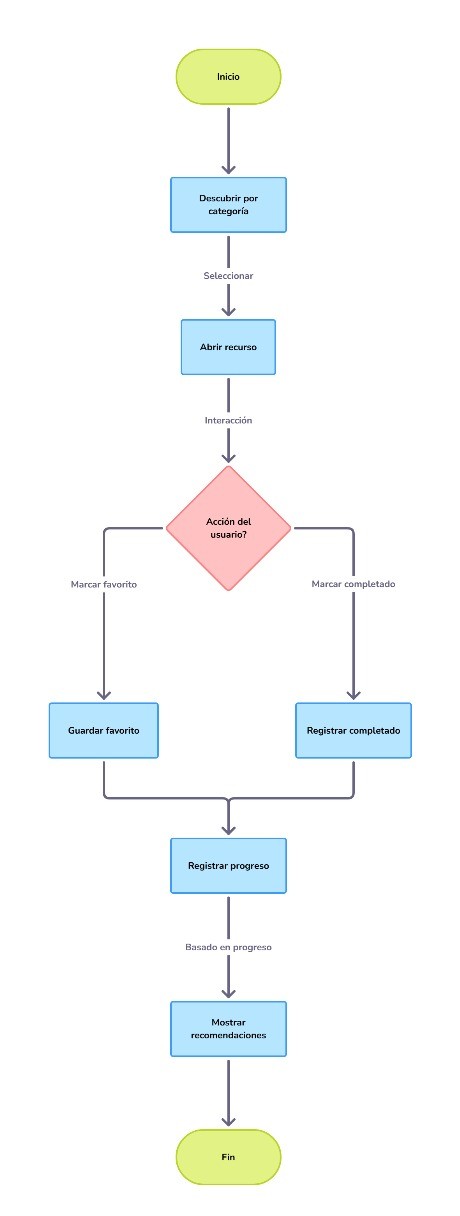 Inicio
Descubrir por
categoría
Seleccionar
Abrir recurso
Interacción
Acción del
usuario?
Marcar favorito
Marcar completado
Guardar favorito
Registrar completado
Registrar progreso
Basado en progreso
Mostrar
recomendaciones
Fin